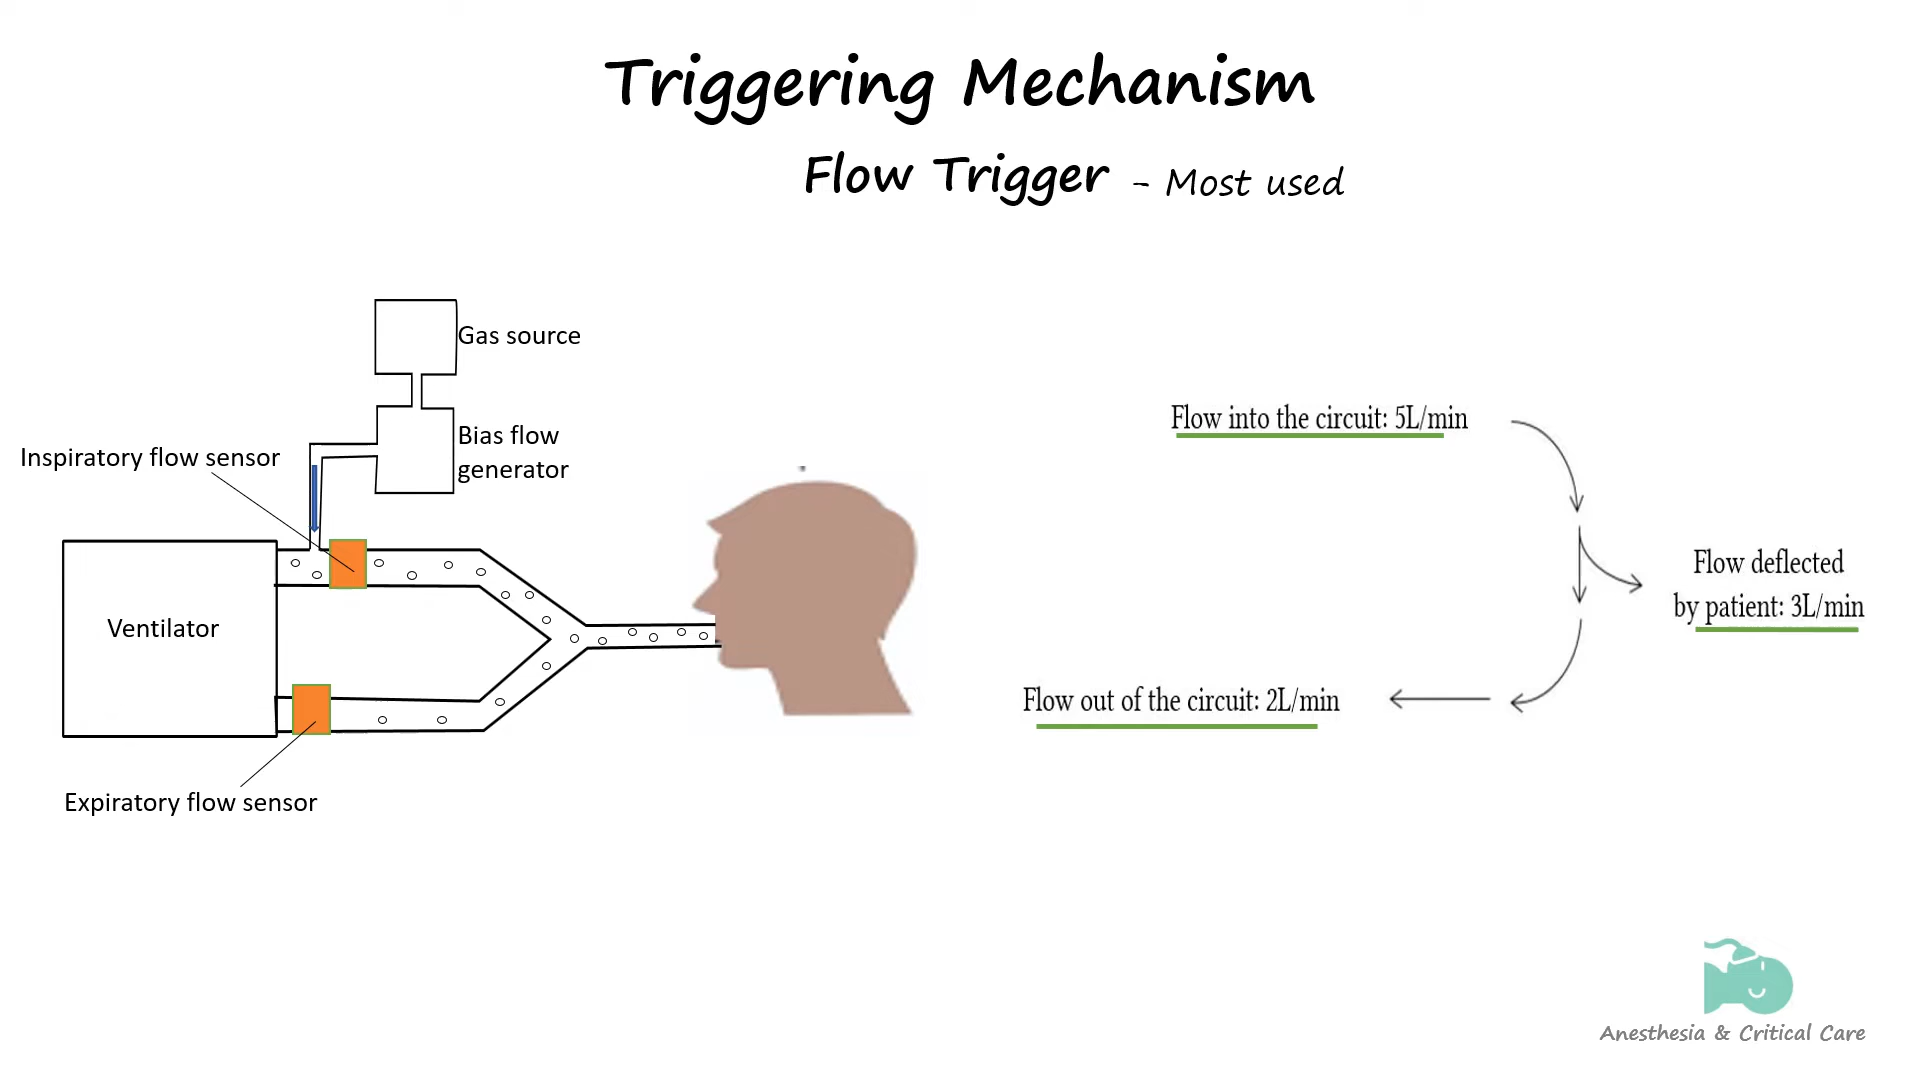 Triggering Mechanism
Flow Trigger - Most used
Gas source
Bias flow
generator
Inspiratory flow sensor
Ventilator
Expiratory flow sensor
Flow into the circuit: 5L/min
Flow deflected
by patient: 3L/min
Flow out of the circuit: 2L/min
Anesthesia & Critical Care